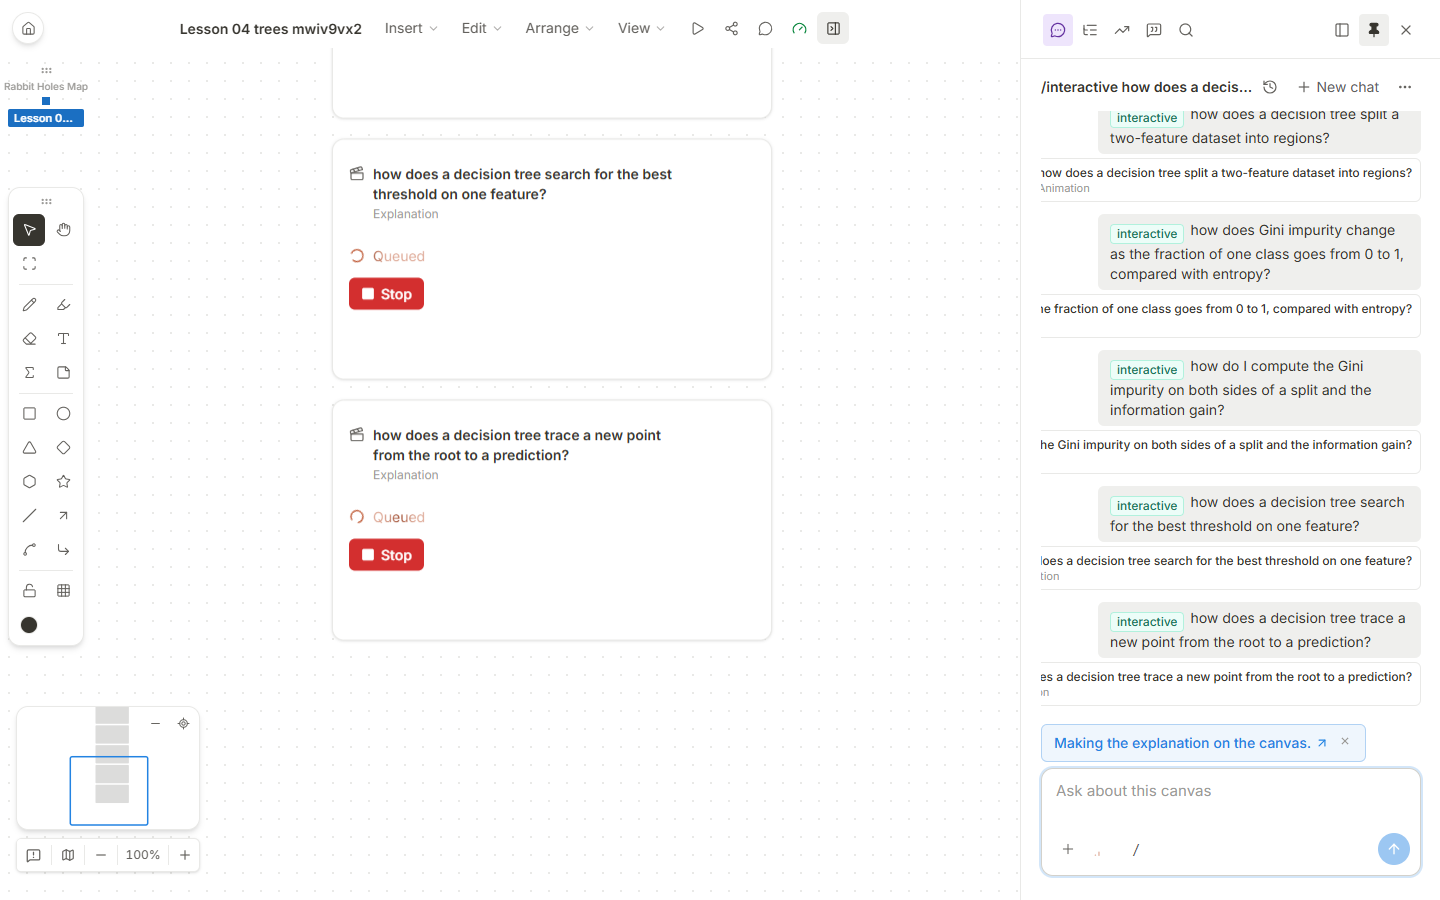 Lesson 04 trees mwiv9vx2
Insert
Edit
Arrange
View
Rabbit Holes Map
Lesson 0...
how does a decision tree search for the best
threshold on one feature?
Explanation
Queued
Stop
how does a decision tree trace a new point
from the root to a prediction?
Explanation
Queued
Stop
100%
/interactive how does a decis...
New chat
interactive how does a decision tree split a
two-feature dataset into regions?
how does a decision tree split a two-feature dataset into regions?
Animation
interactive how does Gini impurity change
as the fraction of one class goes from 0 to 1,
compared with entropy?
he fraction of one class goes from 0 to 1, compared with entropy?
interactive how do I compute the Gini
impurity on both sides of a split and the
information gain?
he Gini impurity on both sides of a split and the information gain?
interactive how does a decision tree search
for the best threshold on one feature?
does a decision tree search for the best threshold on one feature?
tion
interactive how does a decision tree trace a
new point from the root to a prediction?
es a decision tree trace a new point from the root to a prediction?
on
Making the explanation on the canvas.
Ask about this canvas
/